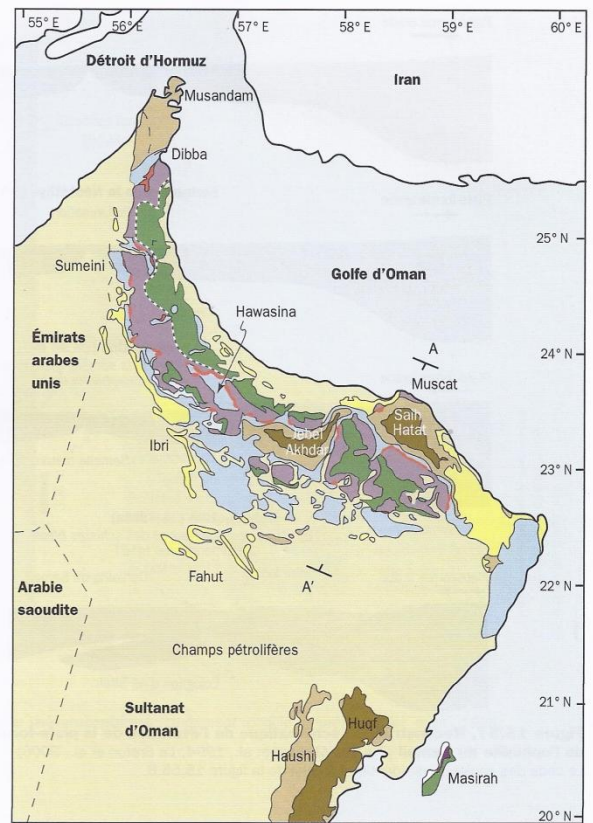 55° E
56° E
57° E
58° E
59° E
60° E
Détroit d'Hormuz
Musandam
Iran
Dibba
25° N
Sumeini
Golfe d'Oman
Hawasina
Émirats
arabes
unis
24° N
A
Muscat
Saih
Hatat
Jebel
Akhdar
Ibri
23° N
Fahut
A'
22° N
Arabie
saoudite
Champs pétrolifères
21° N
Sultanat
d'Oman
Huqf
Haushi
Masirah
20° N